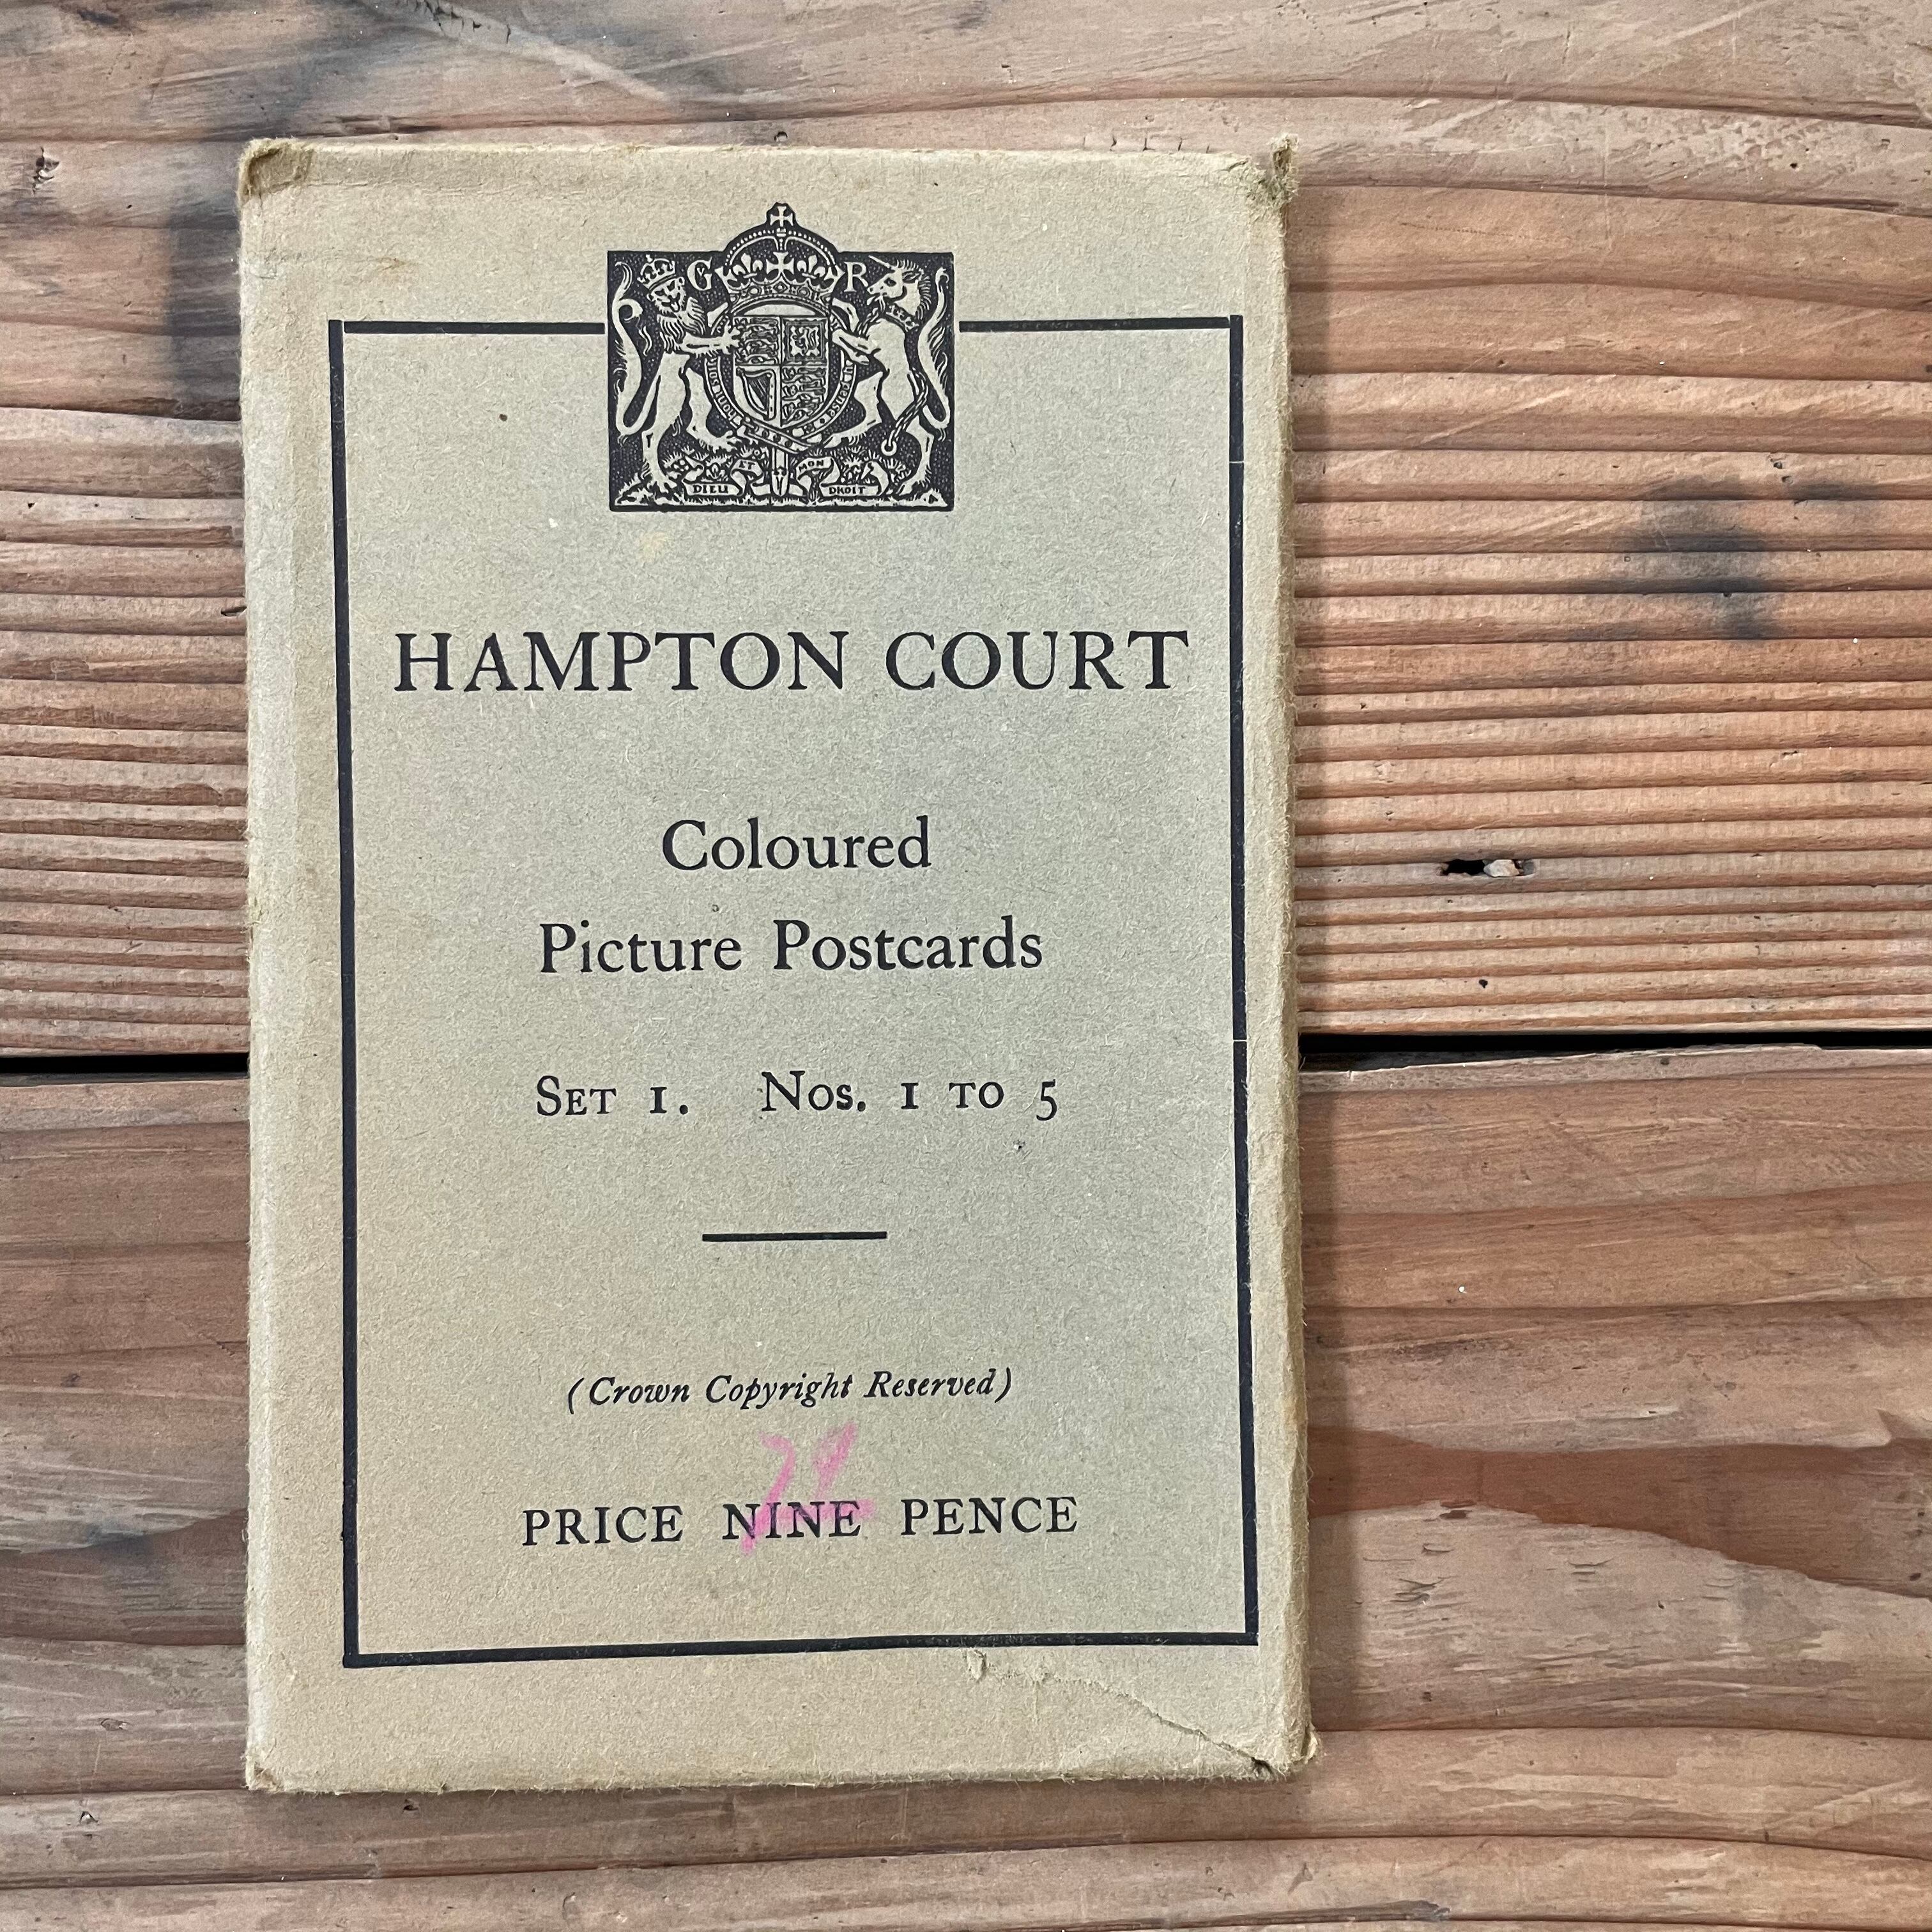 G R
DIEU ET MON DROIT
HAMPTON COURT
Coloured
Picture Postcards
SET 1. Nos. 1 TO 5
(Crown Copyright Reserved)
PRICE NINE PENCE